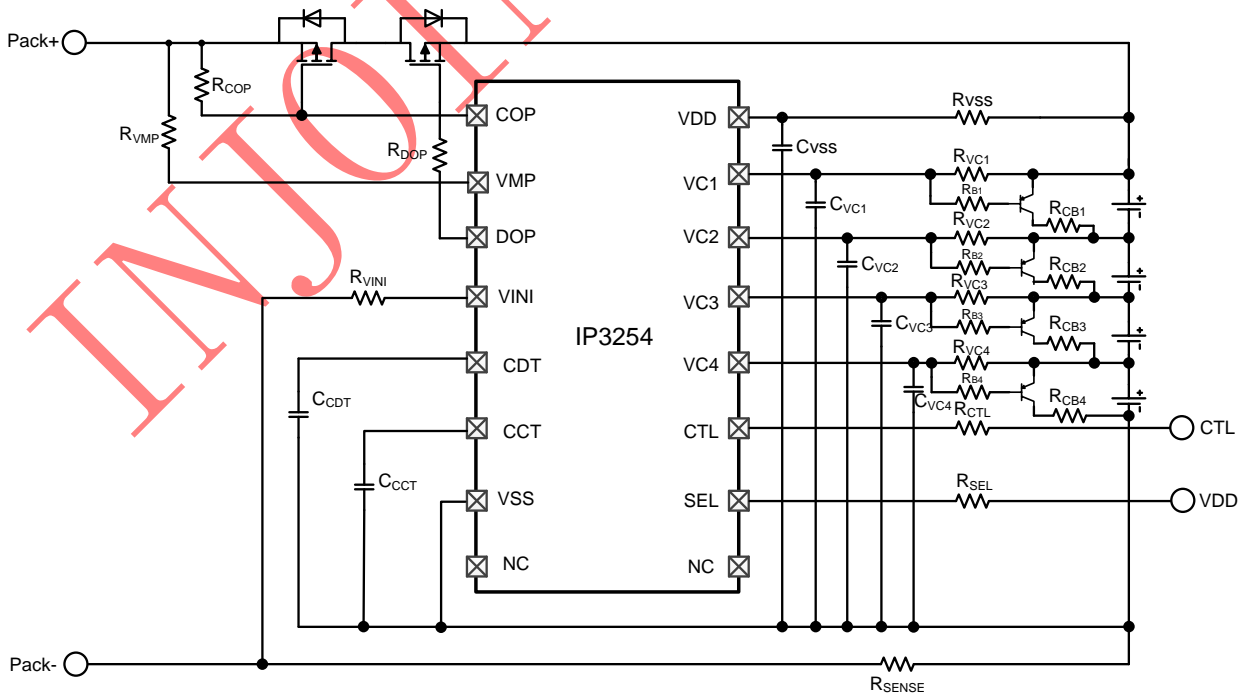 INJOI
Pack+
RCOP
RVMP
RDOP
COP
VMP
DOP
RVINI
VINI
CDT
CCDT
CCT
CCCT
VSS
NC
IP3254
VDD
RVSS
CVSS
VC1
RVC1
RB1
RCB1
CVC1
VC2
RVC2
RB2
RCB2
CVC2
VC3
RVC3
RB3
RCB3
CVC3
VC4
RVC4
RB4
RCB4
CVC4
CTL
RCTL
CTL
SEL
RSEL
VDD
NC
Pack-
RSENSE